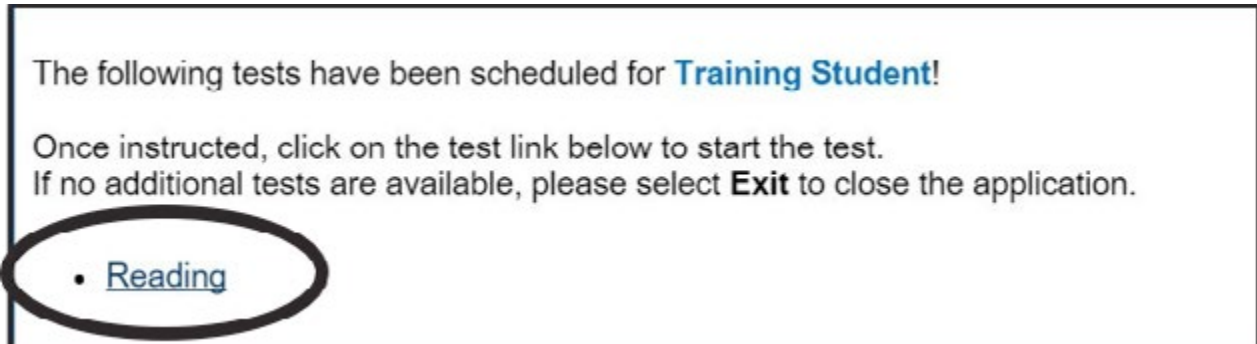 The following tests have been scheduled for Training Student!
Once instructed, click on the test link below to start the test.
If no additional tests are available, please select Exit to close the application.
• Reading